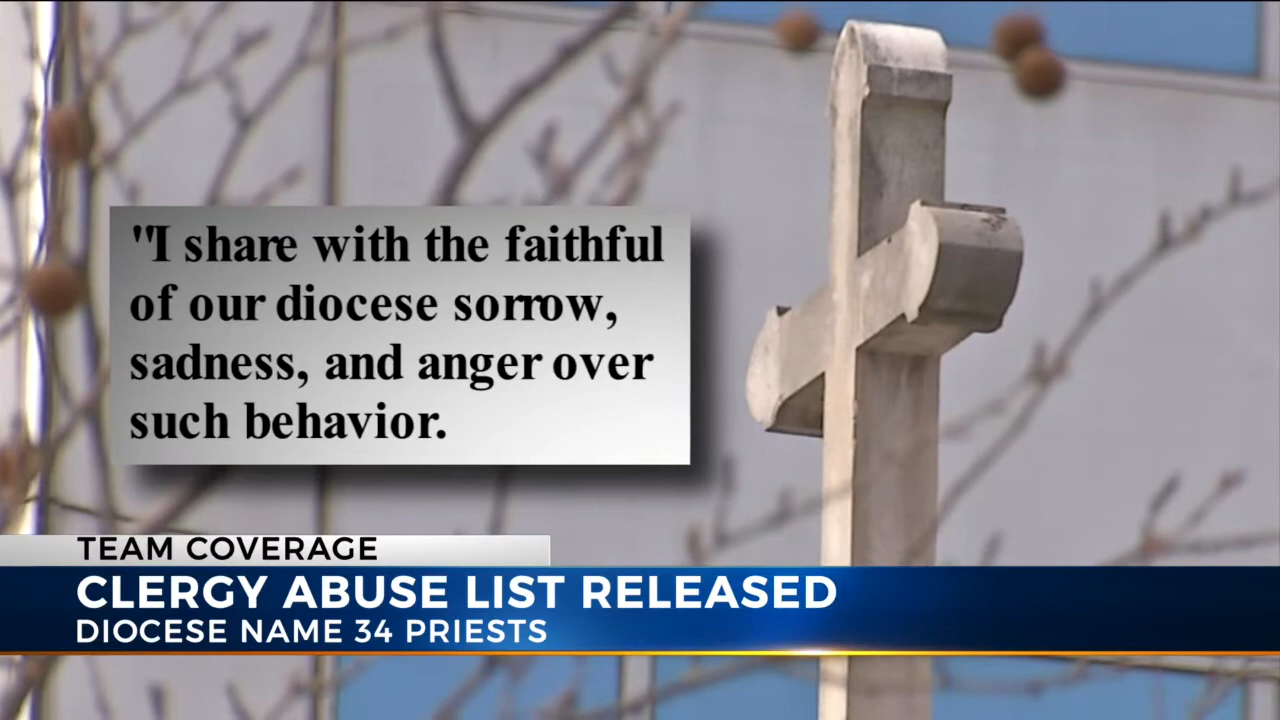 "I share with the faithful
of our diocese sorrow,
sadness, and anger over
such behavior.
TEAM COVERAGE
CLERGY ABUSE LIST RELEASED
DIOCESE NAME 34 PRIESTS